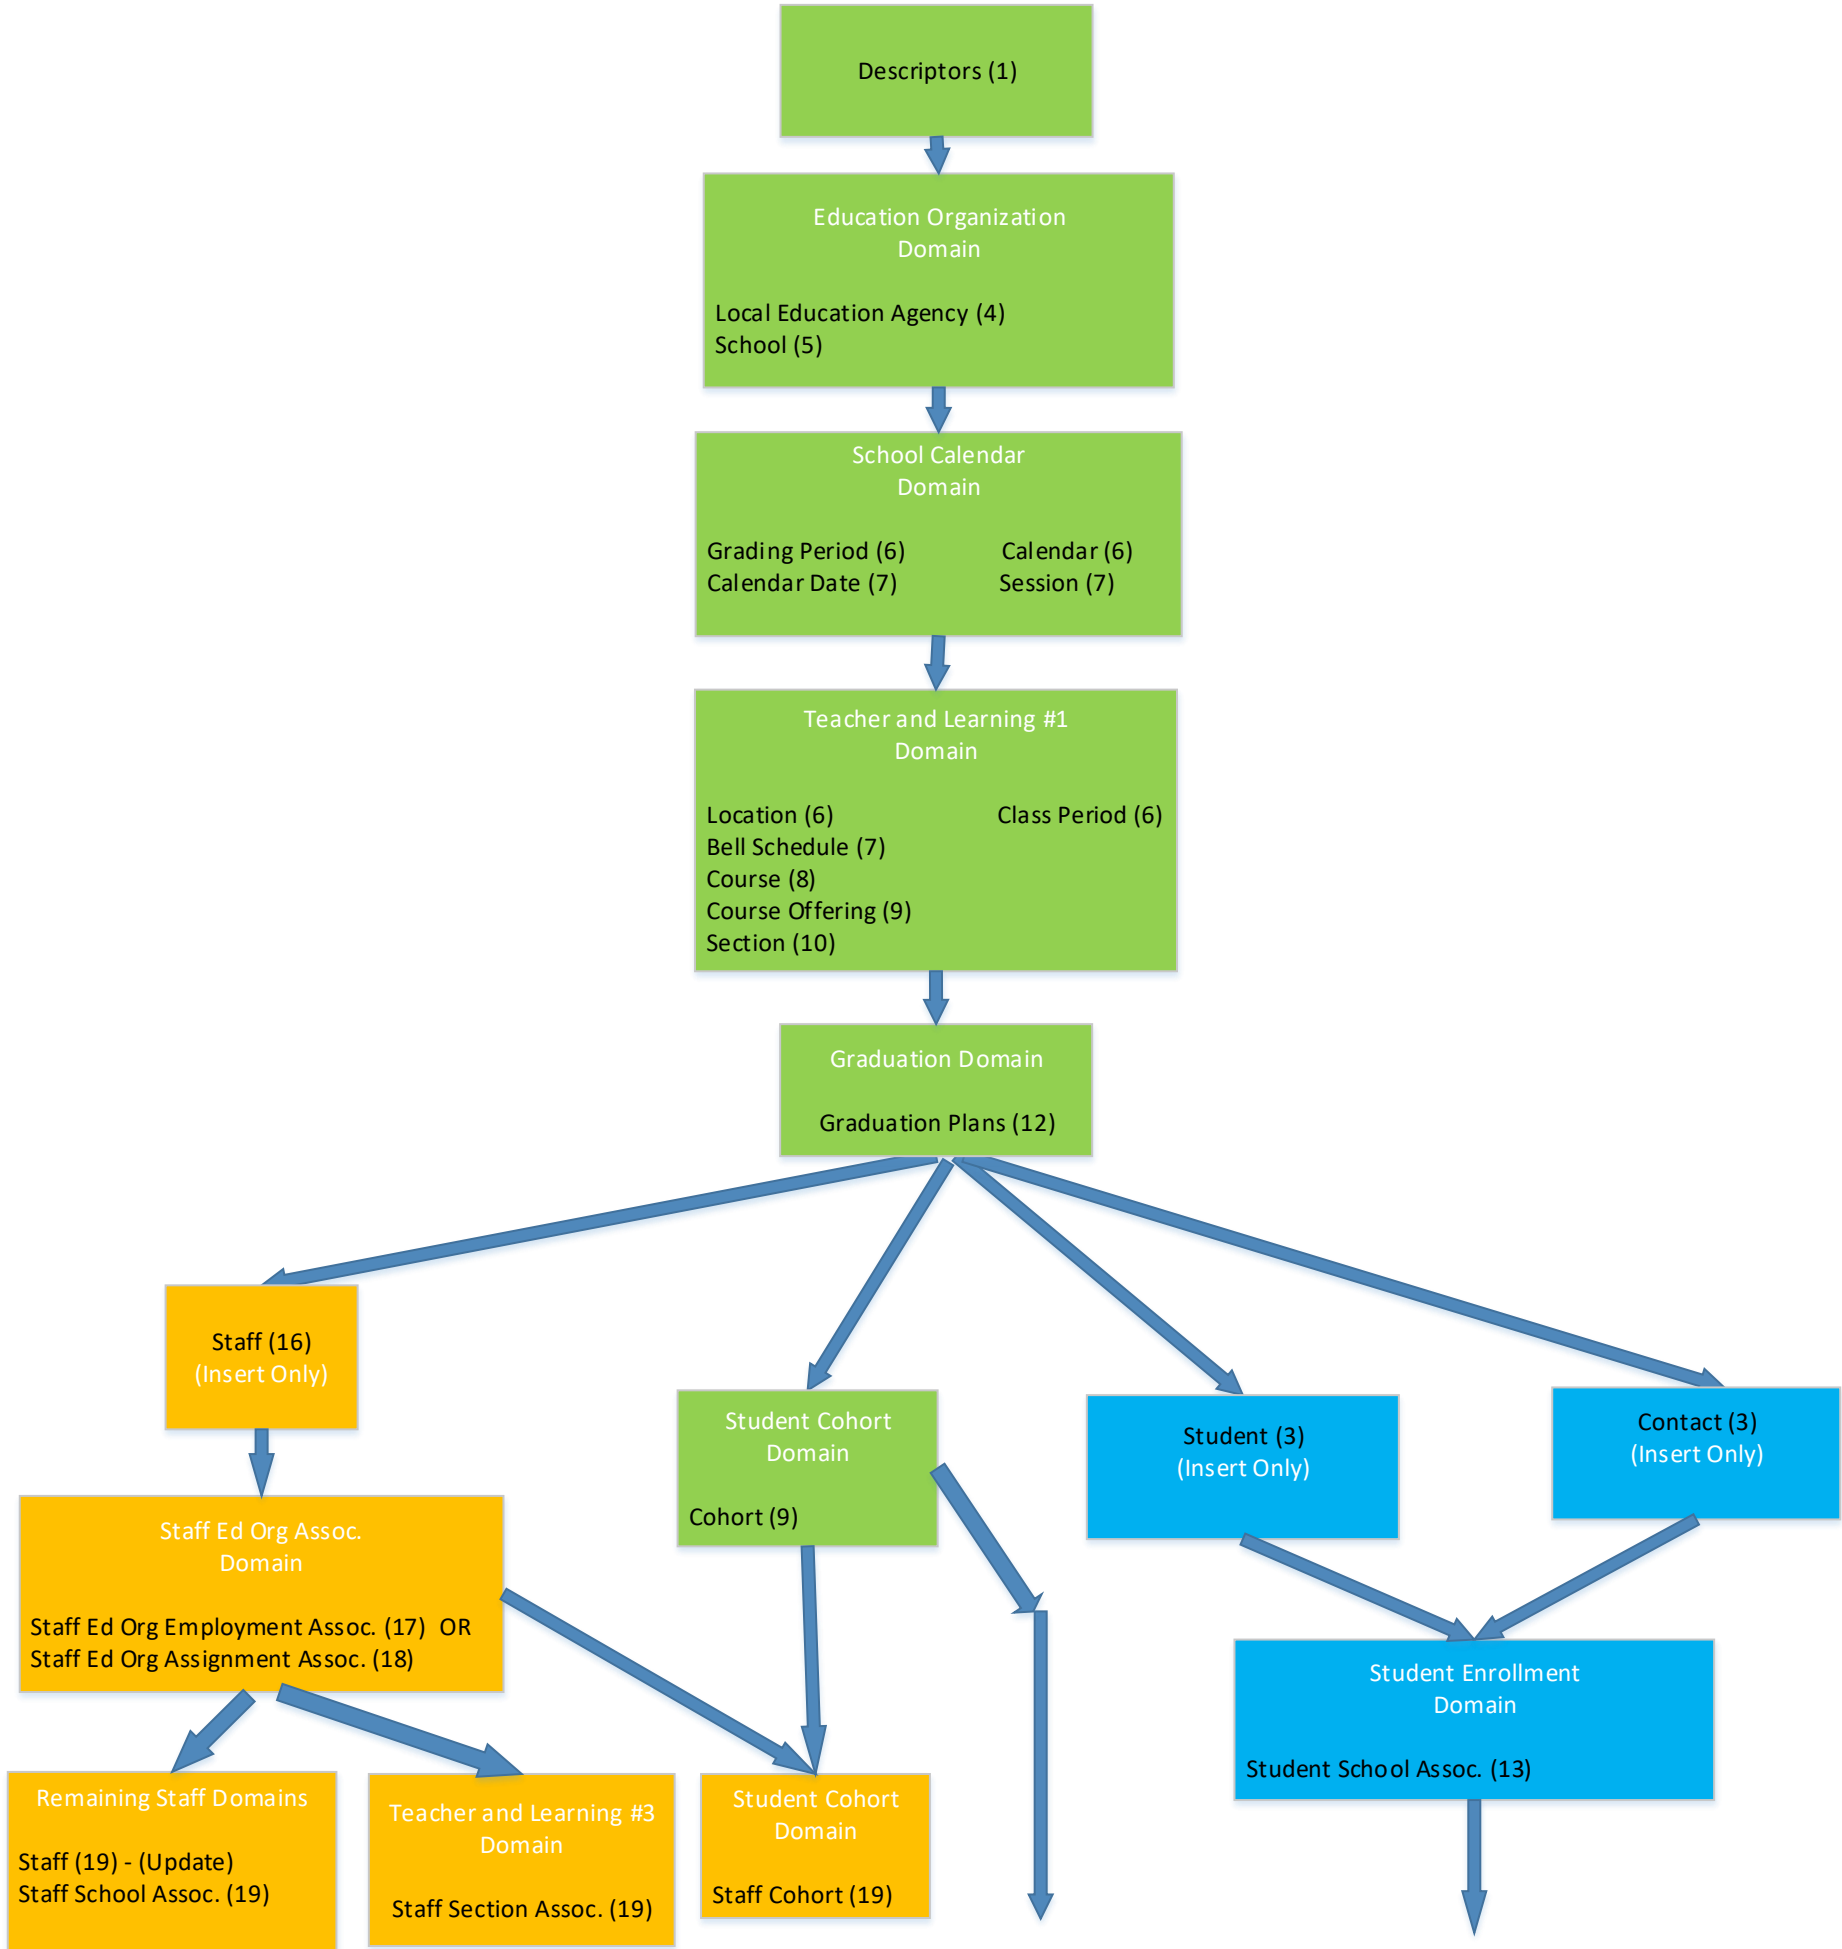 Descriptors (1)
Education Organization
Domain
Local Education Agency (4)
School (5)
School Calendar
Domain
Grading Period (6) Calendar (6)
Calendar Date (7) Session (7)
Teacher and Learning #1
Domain
Location (6) Class Period (6)
Bell Schedule (7)
Course (8)
Course Offering (9)
Section (10)
Graduation Domain
Graduation Plans (12)
Staff (16)
(Insert Only)
Student Cohort
Domain
Cohort (9)
Student (3)
(Insert Only)
Contact (3)
(Insert Only)
Staff Ed Org Assoc.
Domain
Staff Ed Org Employment Assoc. (17) OR
Staff Ed Org Assignment Assoc. (18)
Student Enrollment
Domain
Student School Assoc. (13)
Remaining Staff Domains
Staff (19) - (Update)
Staff School Assoc. (19)
Teacher and Learning #3
Domain
Staff Section Assoc. (19)
Student Cohort
Domain
Staff Cohort (19)